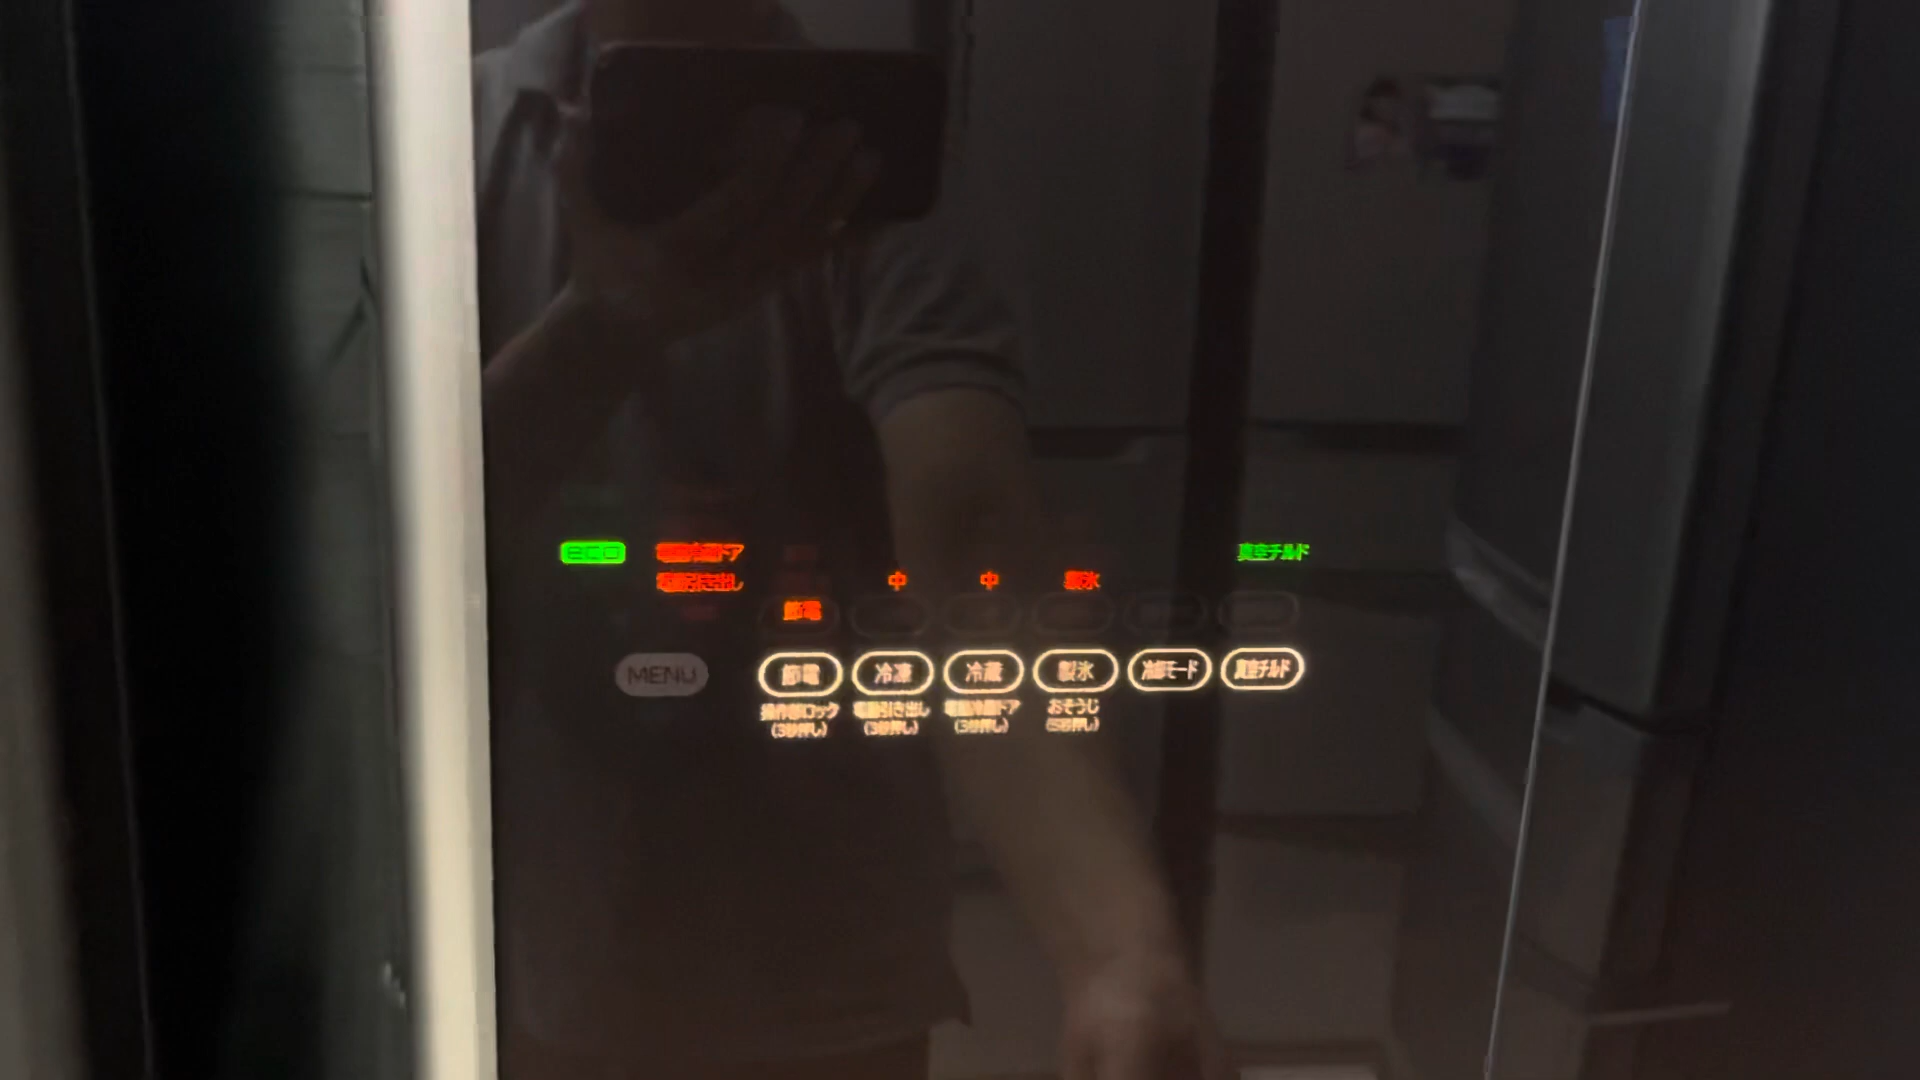 eco 電動冷蔵ドア 真空チルド
電動引き出し 中 中 製氷
節電
MENU 節電 冷凍 冷蔵 製氷 冷却モード 真空チルド
操作部ロック 電動引き出し 電動冷蔵ドア おそうじ
(3秒押し) (3秒押し) (3秒押し) (5秒押し)